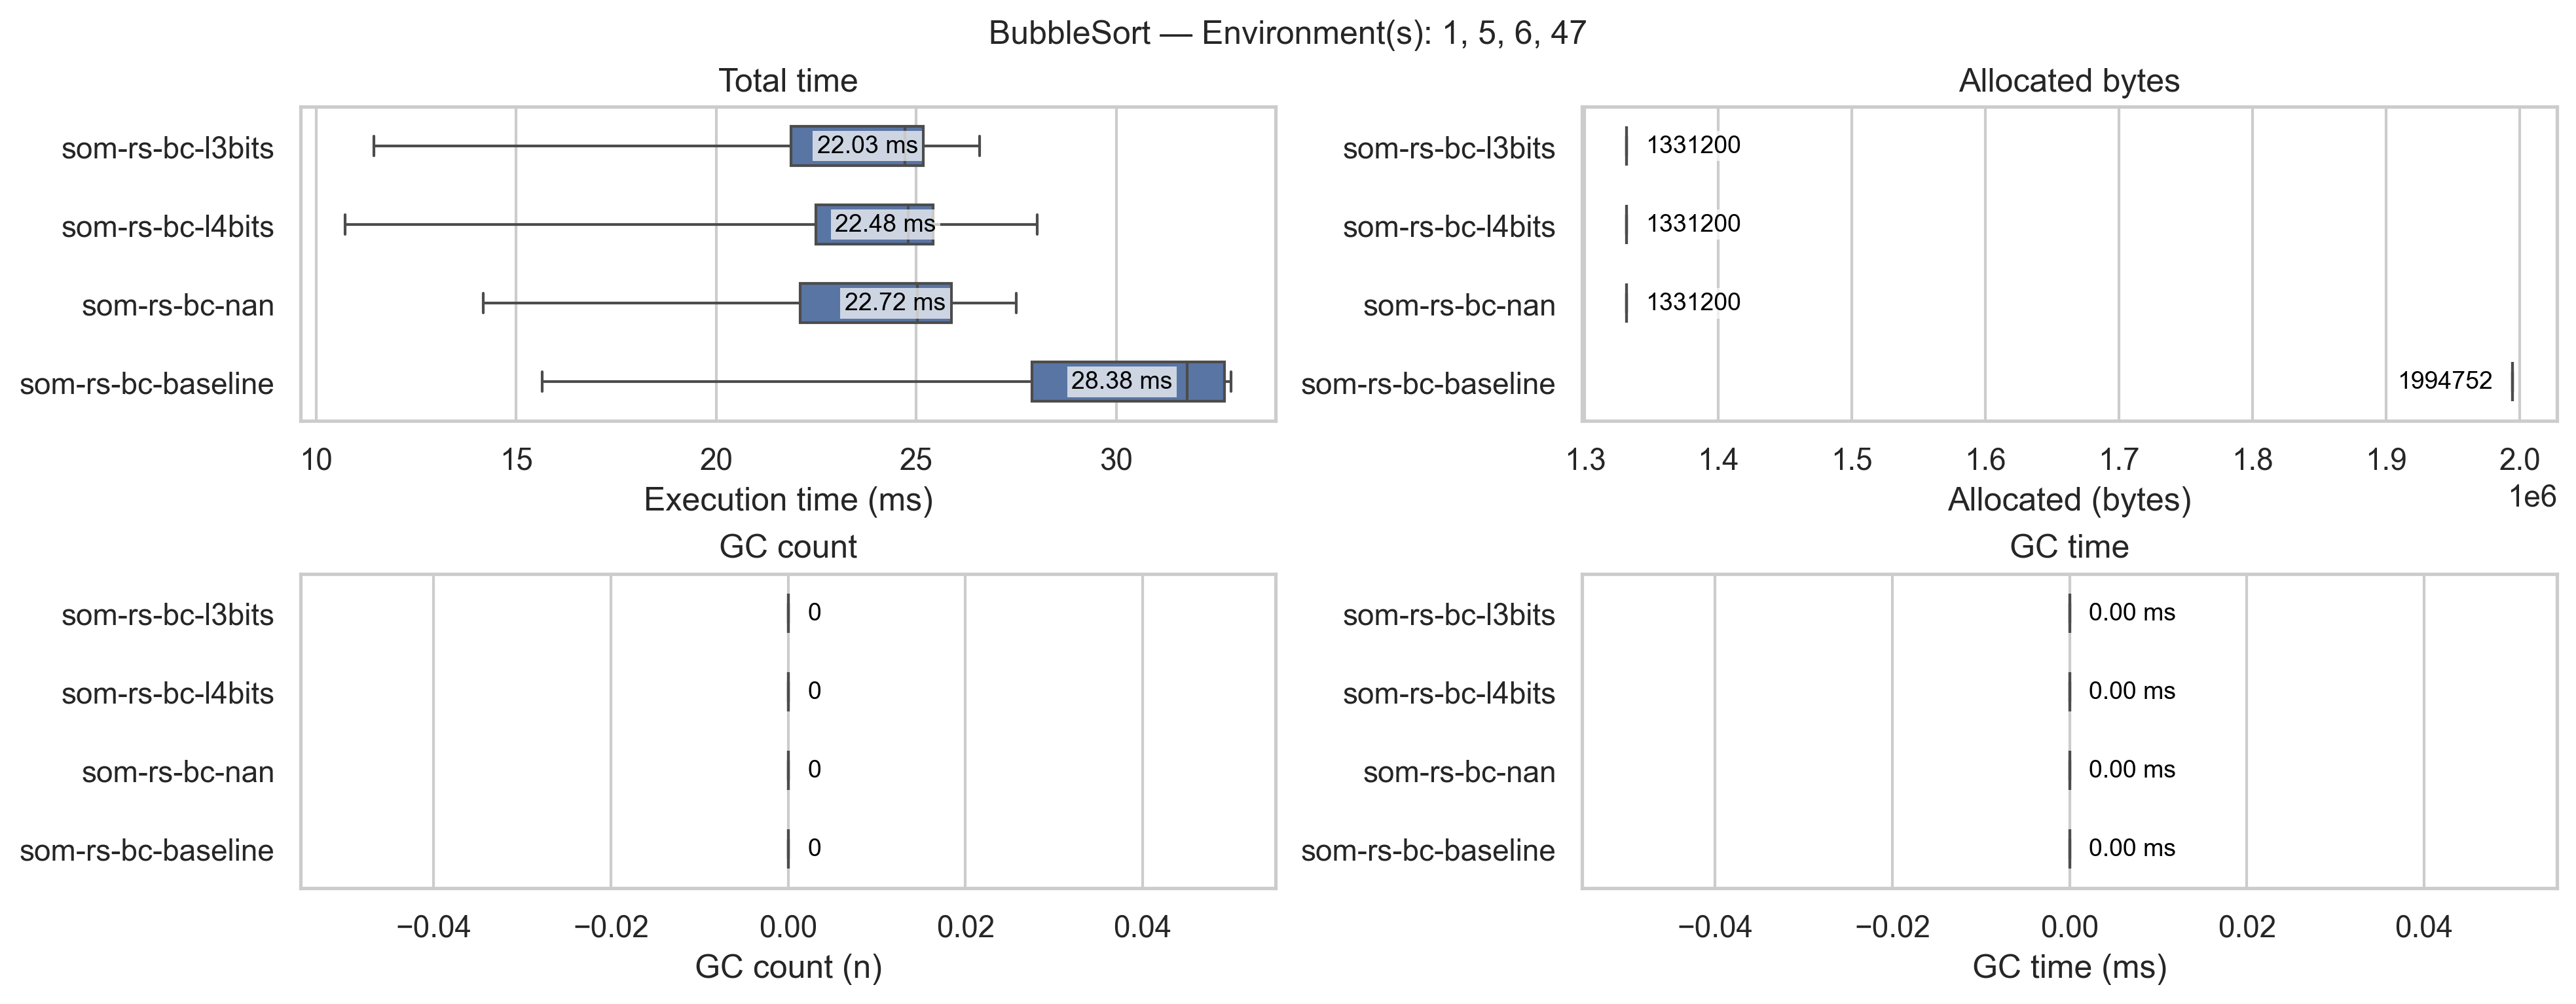 BubbleSort — Environment(s): 1, 5, 6, 47
Total time
som-rs-bc-l3bits
22.03 ms
som-rs-bc-l4bits
22.48 ms
som-rs-bc-nan
22.72 ms
som-rs-bc-baseline
28.38 ms
10 15 20 25 30
Execution time (ms)
Allocated bytes
som-rs-bc-l3bits
1331200
som-rs-bc-l4bits
1331200
som-rs-bc-nan
1331200
som-rs-bc-baseline
1994752
1.3 1.4 1.5 1.6 1.7 1.8 1.9 2.0
1e6
Allocated (bytes)
GC count
som-rs-bc-l3bits
0
som-rs-bc-l4bits
0
som-rs-bc-nan
0
som-rs-bc-baseline
0
−0.04 −0.02 0.00 0.02 0.04
GC count (n)
GC time
som-rs-bc-l3bits
0.00 ms
som-rs-bc-l4bits
0.00 ms
som-rs-bc-nan
0.00 ms
som-rs-bc-baseline
0.00 ms
−0.04 −0.02 0.00 0.02 0.04
GC time (ms)